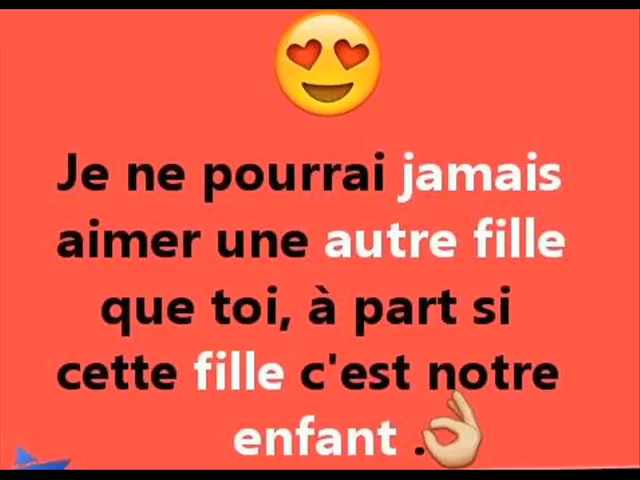 Je ne pourrai jamais
aimer une autre fille
que toi, à part si
cette fille c'est notre
enfant .